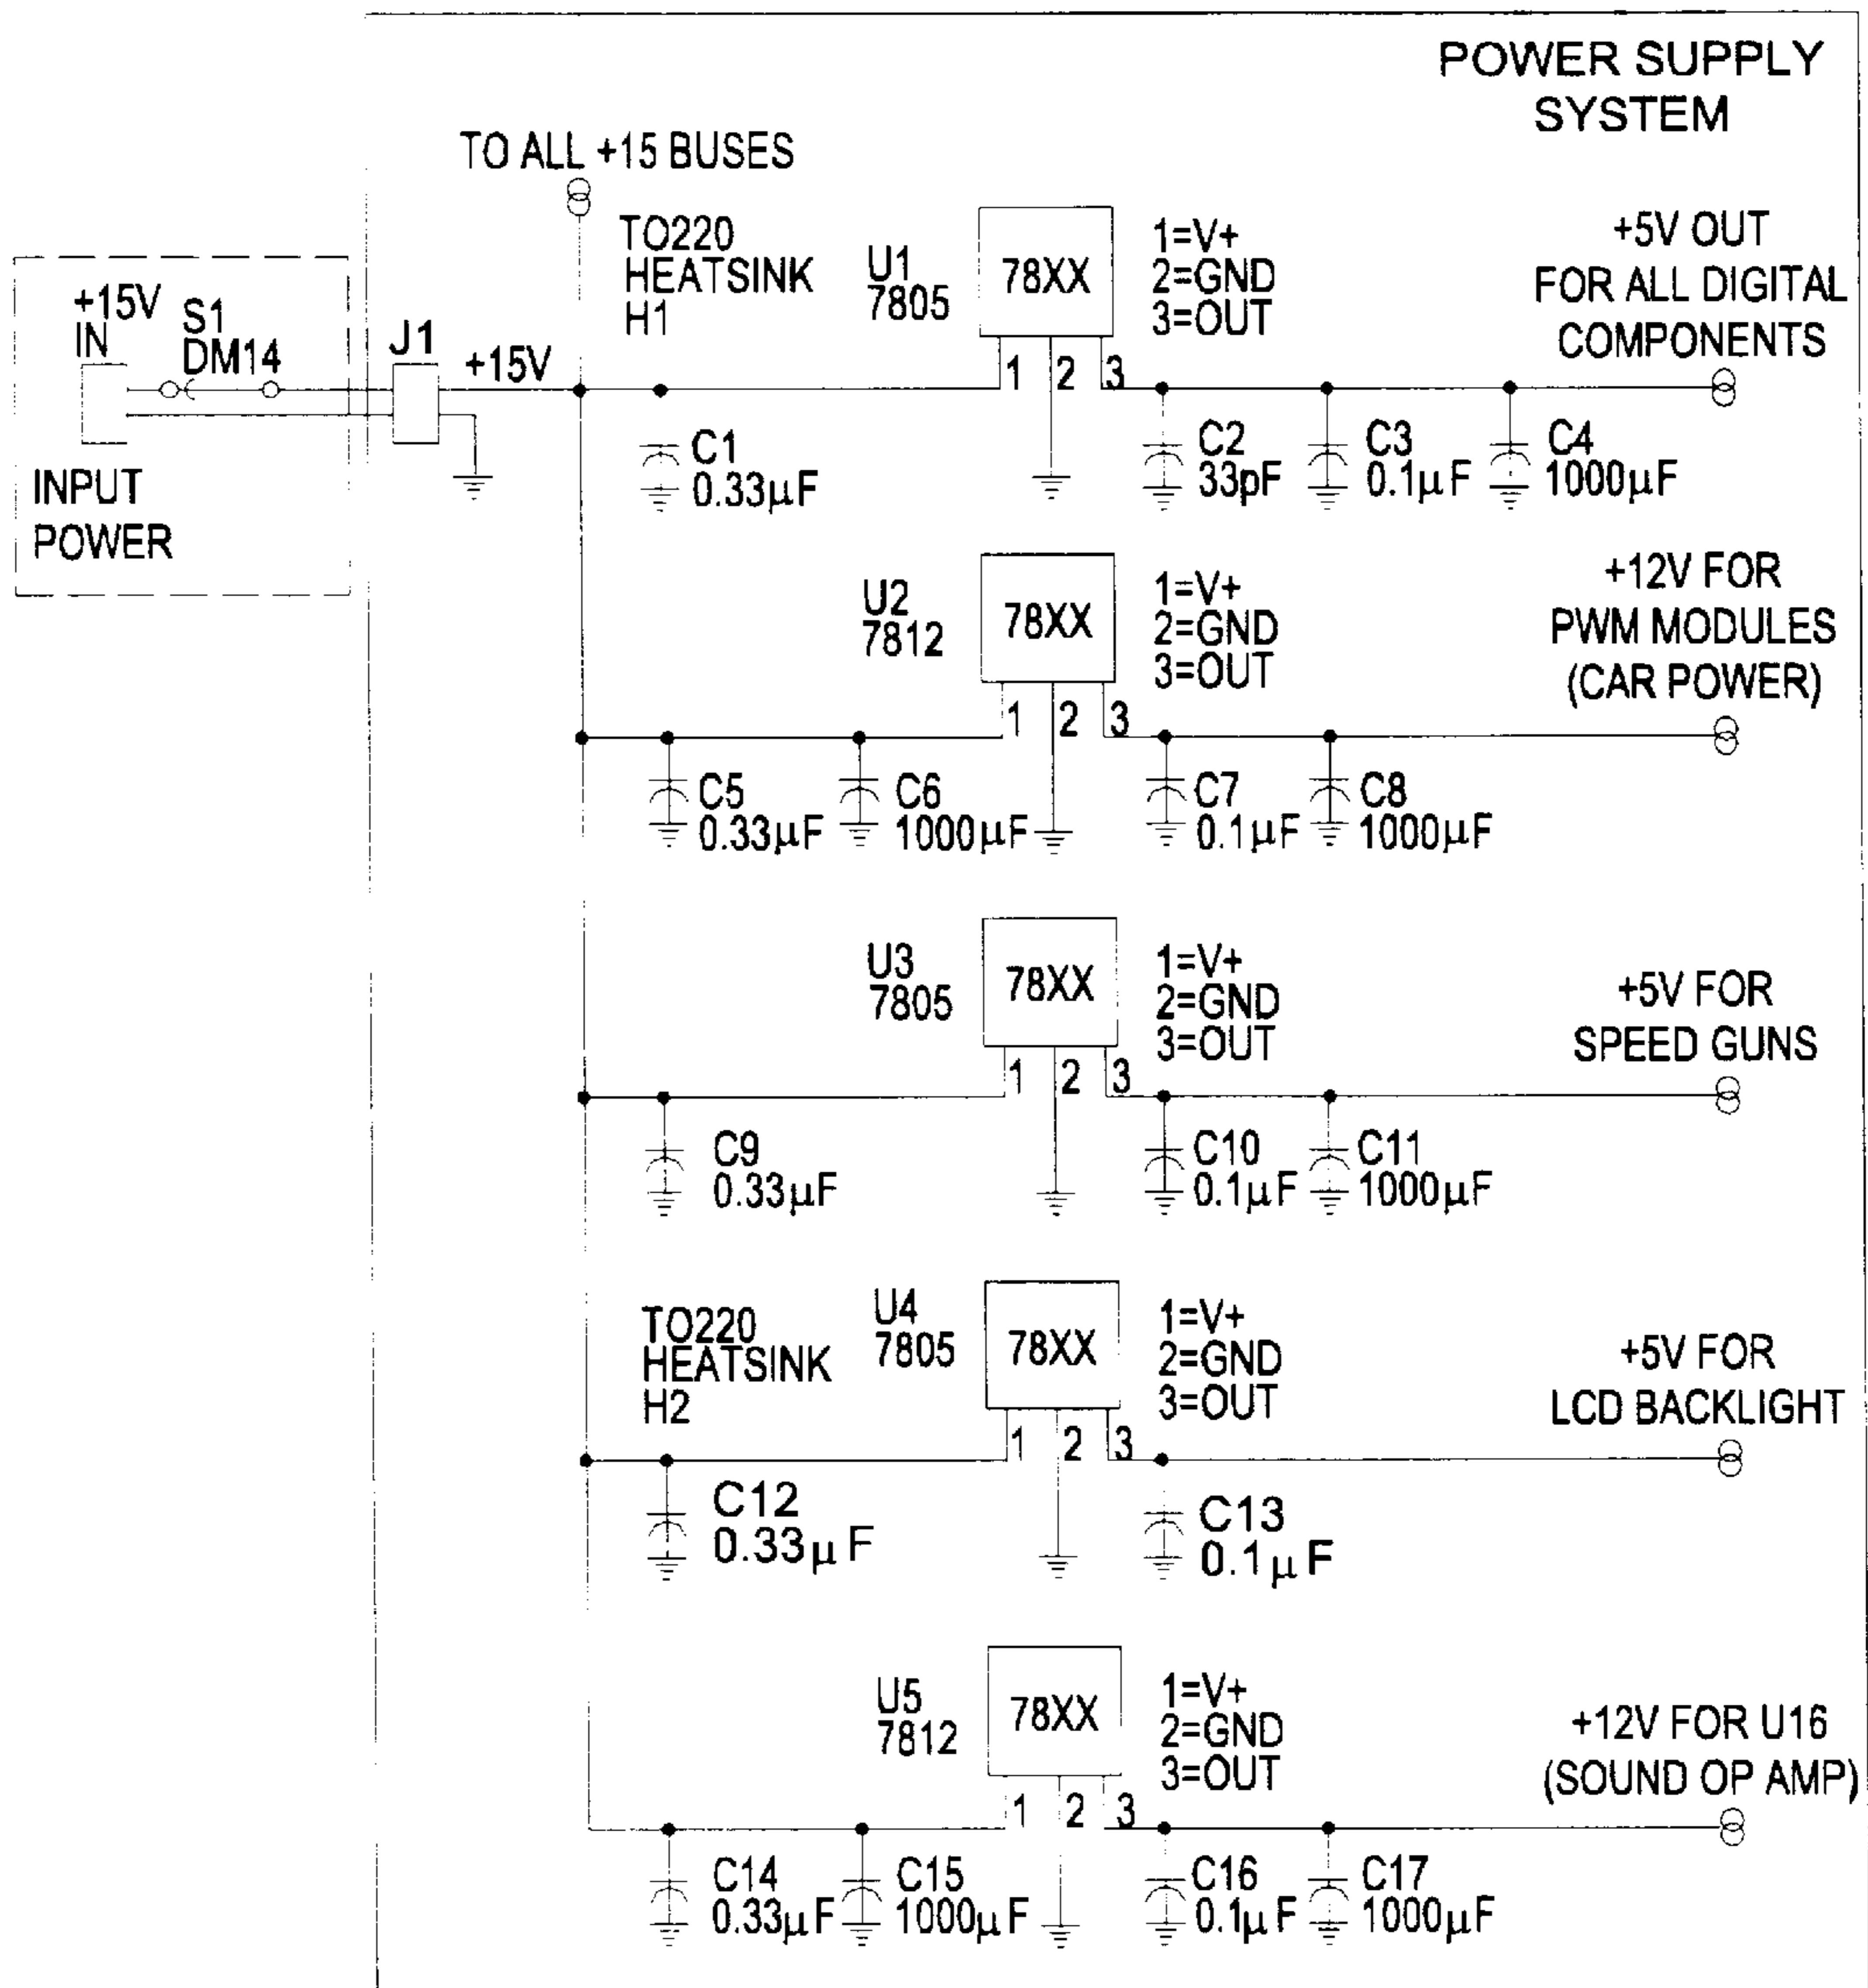 POWER SUPPLY
SYSTEM
TO ALL +15 BUSES
+15V
IN
S1
DM14
INPUT
POWER
J1
+15V
TO220
HEATSINK
H1
U1
7805
78XX
1=V+
2=GND
3=OUT
1 2 3
+5V OUT
FOR ALL DIGITAL
COMPONENTS
C1
0.33µF
C2
33pF
C3
0.1µF
C4
1000µF
U2
7812
78XX
1=V+
2=GND
3=OUT
1 2 3
+12V FOR
PWM MODULES
(CAR POWER)
C5
0.33µF
C6
1000µF
C7
0.1µF
C8
1000µF
U3
7805
78XX
1=V+
2=GND
3=OUT
1 2 3
+5V FOR
SPEED GUNS
C9
0.33µF
C10
0.1µF
C11
1000µF
TO220
HEATSINK
H2
U4
7805
78XX
1=V+
2=GND
3=OUT
1 2 3
+5V FOR
LCD BACKLIGHT
C12
0.33µF
C13
0.1µF
U5
7812
78XX
1=V+
2=GND
3=OUT
1 2 3
+12V FOR U16
(SOUND OP AMP)
C14
0.33µF
C15
1000µF
C16
0.1µF
C17
1000µF